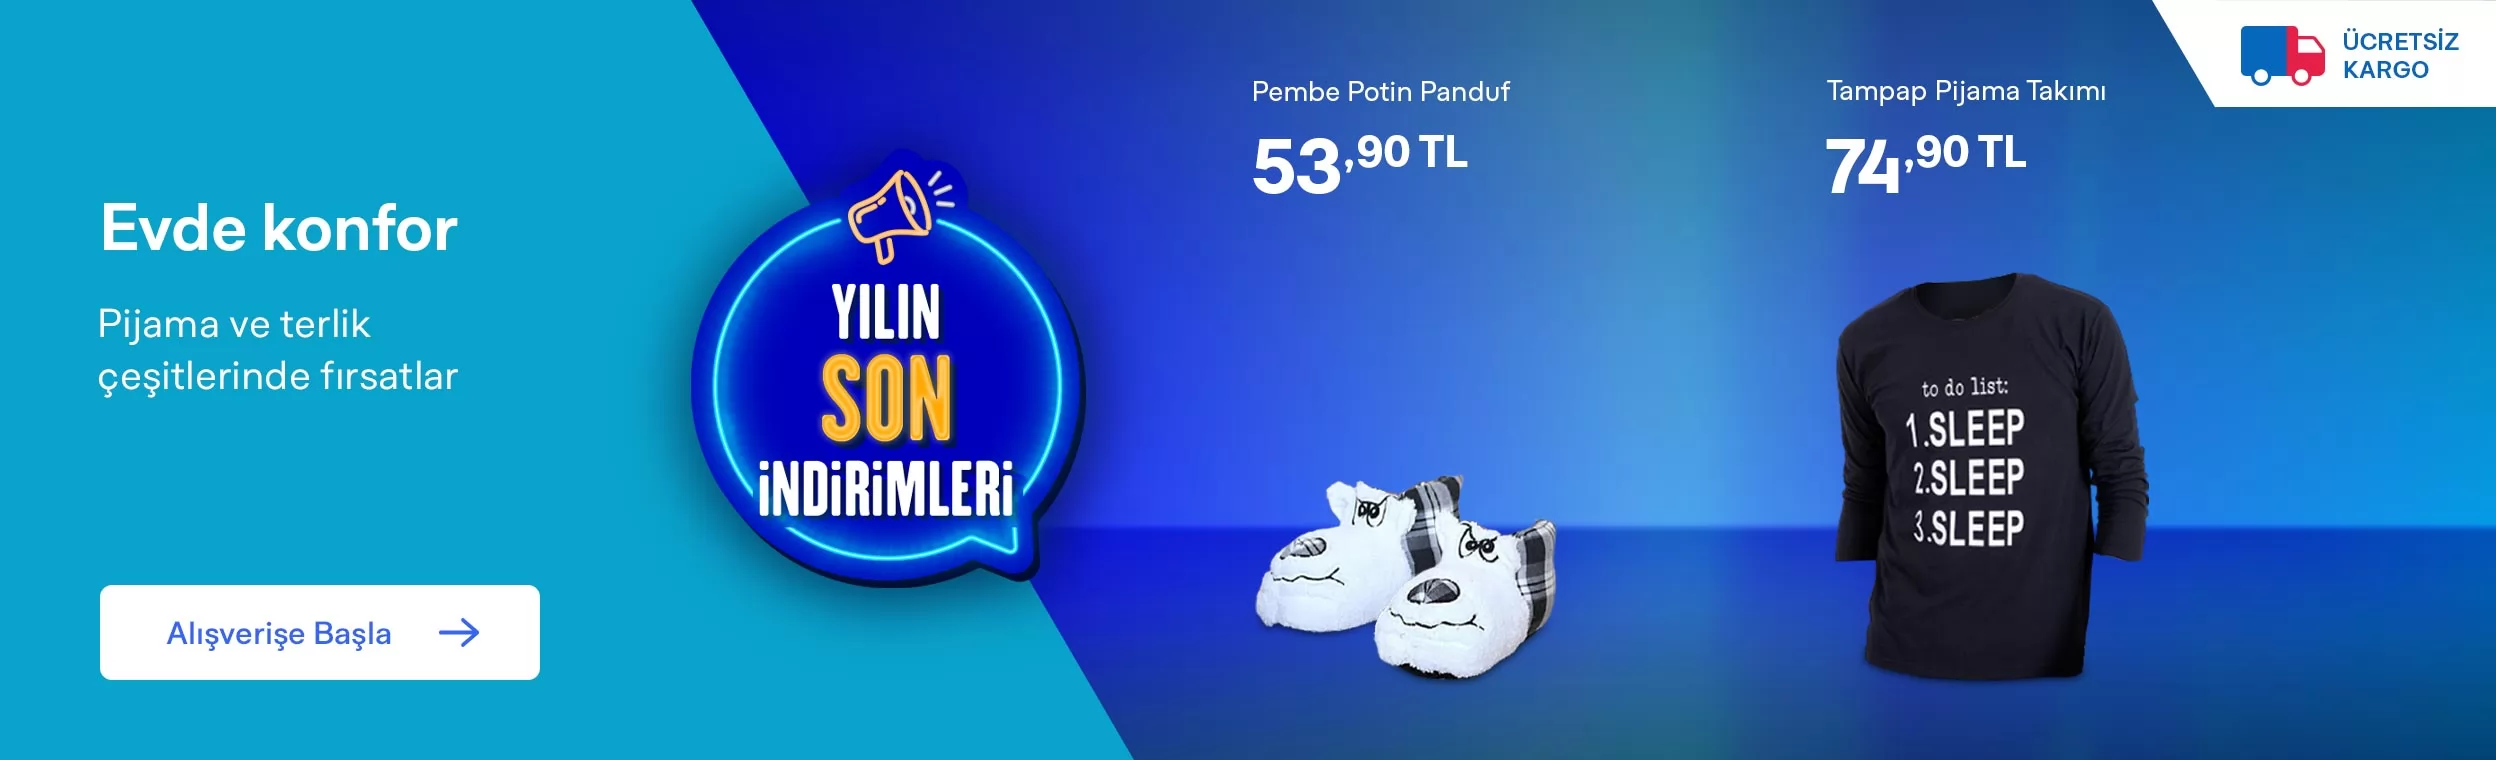 Evde konfor
Pijama ve terlik
çeşitlerinde fırsatlar
Alışverişe Başla
YILIN
SON
İNDİRİMLERİ
Pembe Potin Panduf
53,90 TL
Tampap Pijama Takımı
74,90 TL
to do list:
1.SLEEP
2.SLEEP
3.SLEEP
ÜCRETSİZ
KARGO